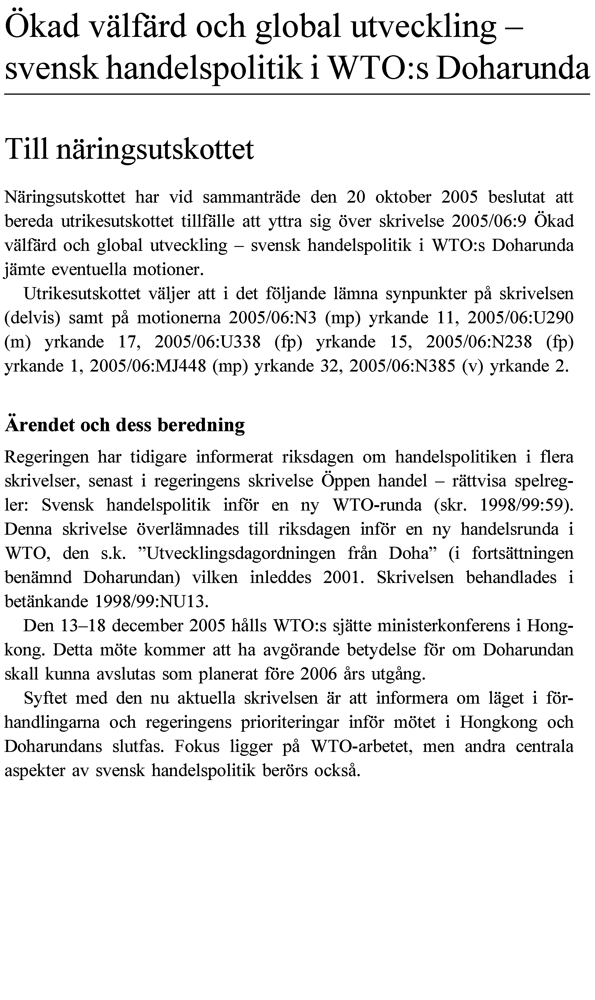 Ökad välfärd och global utveckling –
svensk handelspolitik i WTO:s Doharunda
Till näringsutskottet
Näringsutskottet har vid sammanträde den 20 oktober 2005 beslutat att
bereda utrikesutskottet tillfälle att yttra sig över skrivelse 2005/06:9 Ökad
välfärd och global utveckling – svensk handelspolitik i WTO:s Doharunda
jämte eventuella motioner.
Utrikesutskottet väljer att i det följande lämna synpunkter på skrivelsen
(delvis) samt på motionerna 2005/06:N3 (mp) yrkande 11, 2005/06:U290
(m) yrkande 17, 2005/06:U338 (fp) yrkande 15, 2005/06:N238 (fp)
yrkande 1, 2005/06:MJ448 (mp) yrkande 32, 2005/06:N385 (v) yrkande 2.
Ärendet och dess beredning
Regeringen har tidigare informerat riksdagen om handelspolitiken i flera
skrivelser, senast i regeringens skrivelse Öppen handel – rättvisa spelreg-
ler: Svensk handelspolitik inför en ny WTO-runda (skr. 1998/99:59).
Denna skrivelse överlämnades till riksdagen inför en ny handelsrunda i
WTO, den s.k. ”Utvecklingsdagordningen från Doha” (i fortsättningen
benämnd Doharundan) vilken inleddes 2001. Skrivelsen behandlades i
betänkande 1998/99:NU13.
Den 13–18 december 2005 hålls WTO:s sjätte ministerkonferens i Hong-
kong. Detta möte kommer att ha avgörande betydelse för om Doharundan
skall kunna avslutas som planerat före 2006 års utgång.
Syftet med den nu aktuella skrivelsen är att informera om läget i för-
handlingarna och regeringens prioriteringar inför mötet i Hongkong och
Doharundans slutfas. Fokus ligger på WTO-arbetet, men andra centrala
aspekter av svensk handelspolitik berörs också.